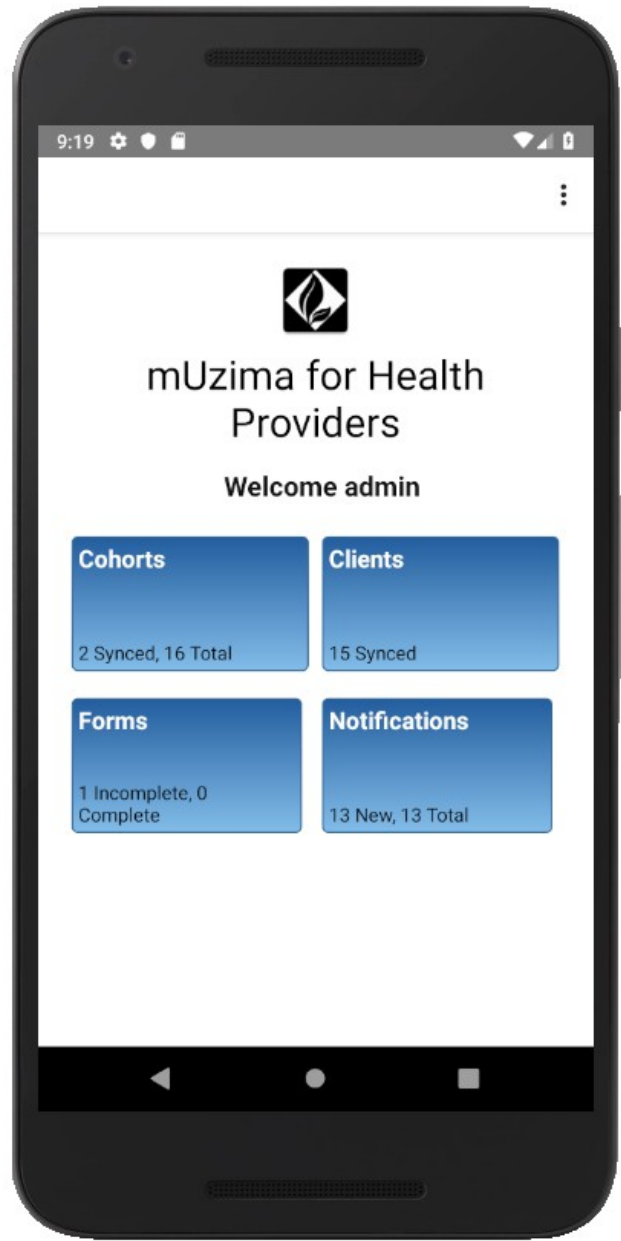 9:19
mUzima for Health
Providers
Welcome admin
Cohorts
2 Synced, 16 Total
Clients
15 Synced
Forms
1 Incomplete, 0
Complete
Notifications
13 New, 13 Total